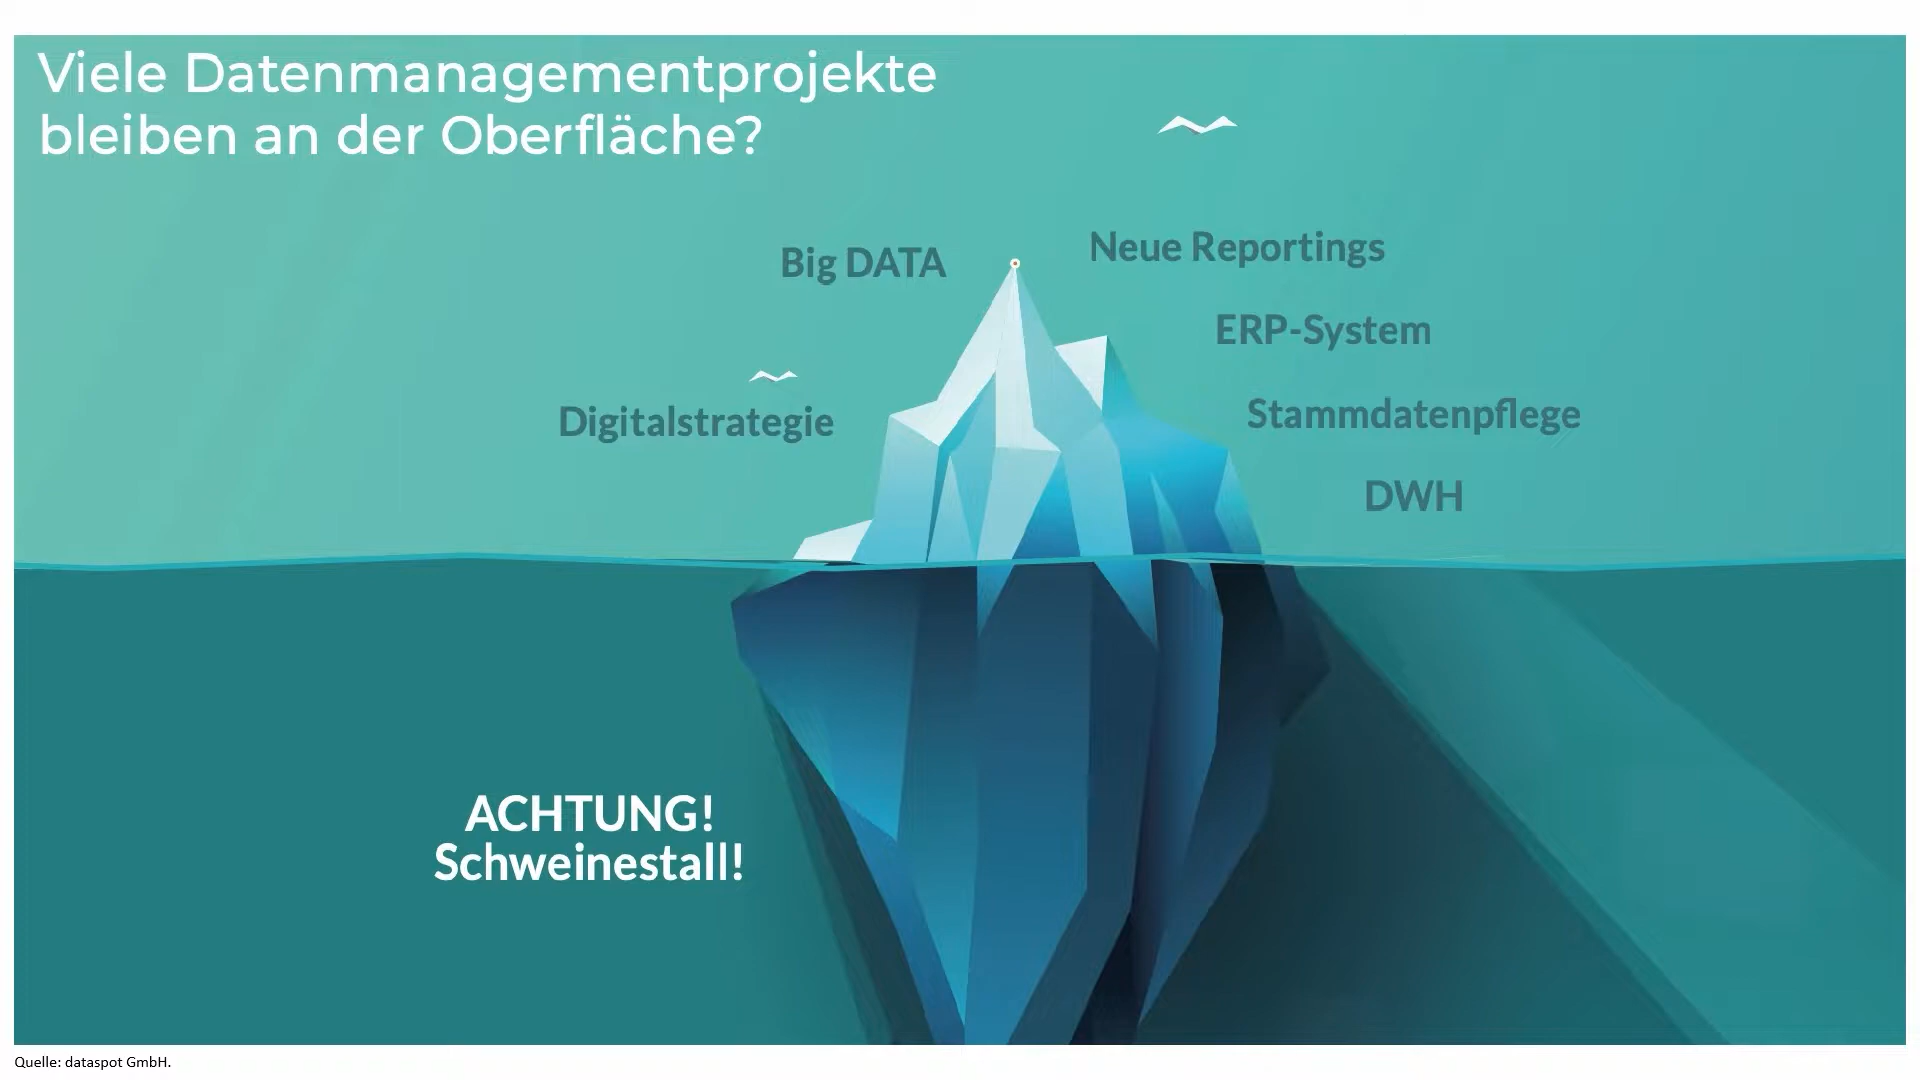 Viele Datenmanagementprojekte
bleiben an der Oberfläche?
Big DATA
Neue Reportings
ERP-System
Digitalstrategie
Stammdatenpflege
DWH
ACHTUNG!
Schweinestall!
Quelle: dataspot GmbH.